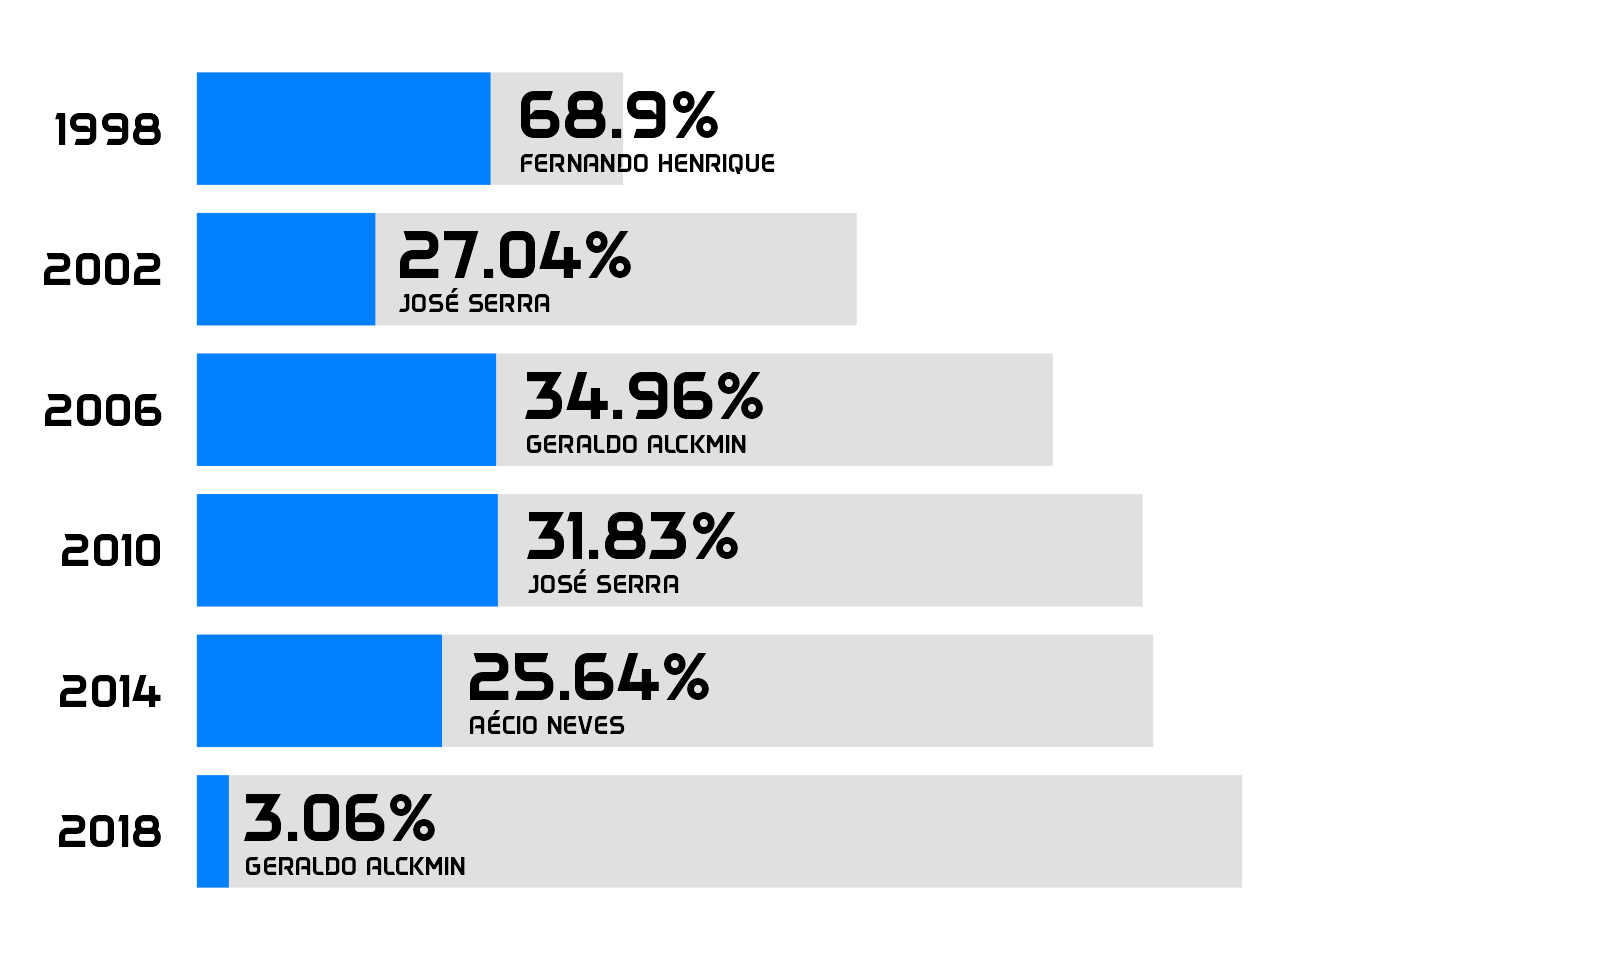 1998
68.9%
FERNANDO HENRIQUE
2002
27.04%
JOSÉ SERRA
2006
34.96%
GERALDO ALCKMIN
2010
31.83%
JOSÉ SERRA
2014
25.64%
AÉCIO NEVES
2018
3.06%
GERALDO ALCKMIN